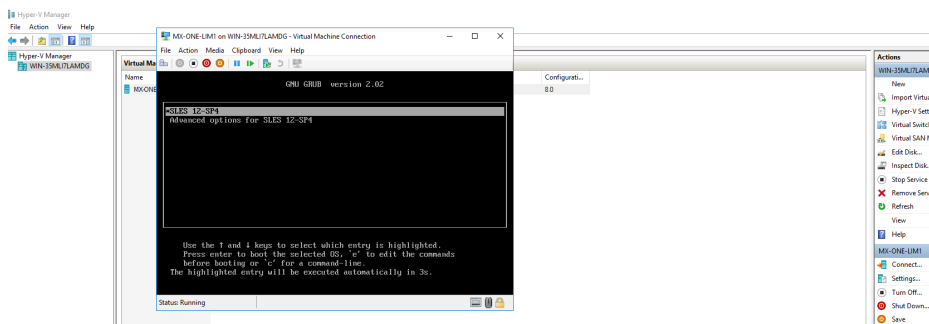 Hyper-V Manager
File Action View Help
Hyper-V Manager
WIN-35MLI7LAMDG
Virtual Ma
Name
MX-ONE
Configurati...
8.0
MX-ONE-LIM1 on WIN-35MLI7LAMDG - Virtual Machine Connection
File Action Media Clipboard View Help
GNU GRUB version 2.02
*SLES 12-SP4
Advanced options for SLES 12-SP4
Use the ↑ and ↓ keys to select which entry is highlighted.
Press enter to boot the selected OS, `e' to edit the commands
before booting or `c' for a command-line.
The highlighted entry will be executed automatically in 3s.
Status: Running
Actions
WIN-35MLI7LAM
New
Import Virtua
Hyper-V Sett
Virtual Switcl
Virtual SAN M
Edit Disk...
Inspect Disk.
Stop Service
Remove Serv
Refresh
View
Help
MX-ONE-LIM1
Connect...
Settings...
Turn Off...
Shut Down...
Save